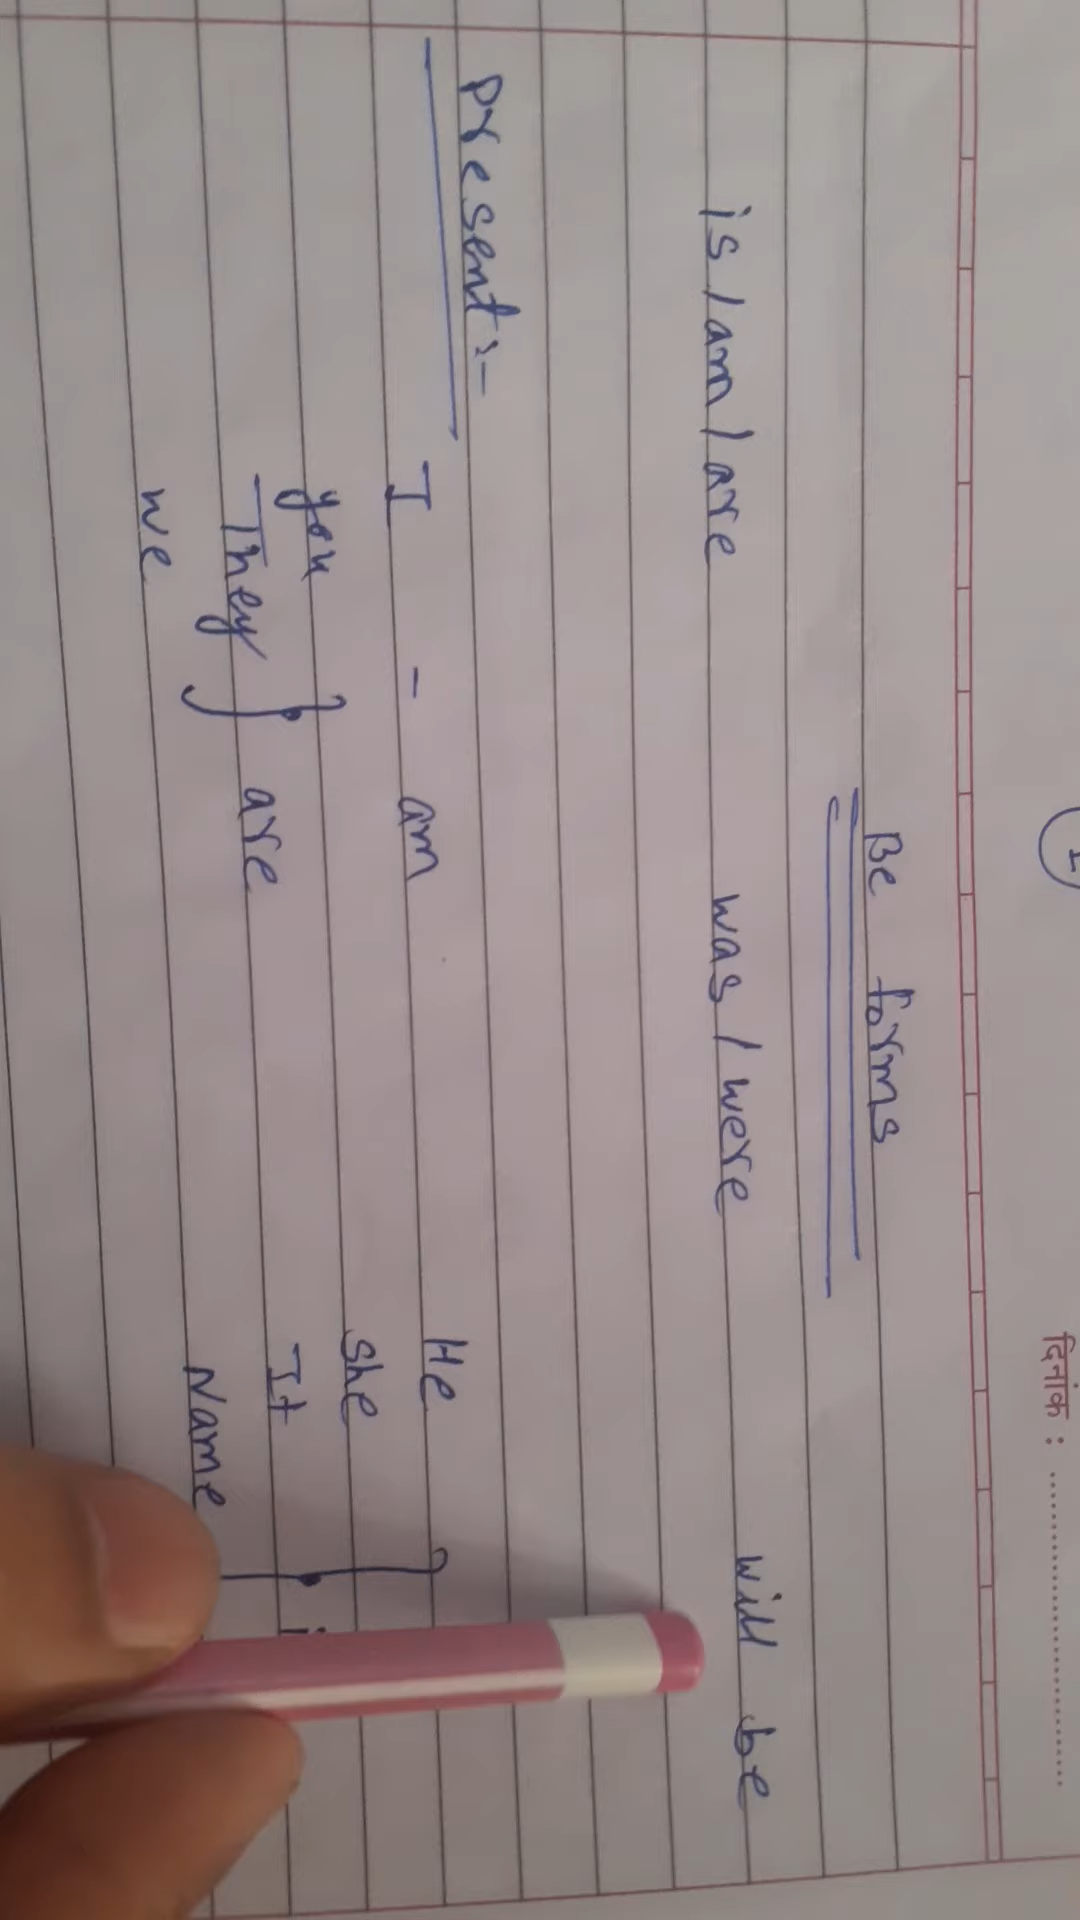 दिनांक : ........................
Be forms
is/am/are was/were will be
Present:-
I - am He
you She
They } are It
we Name